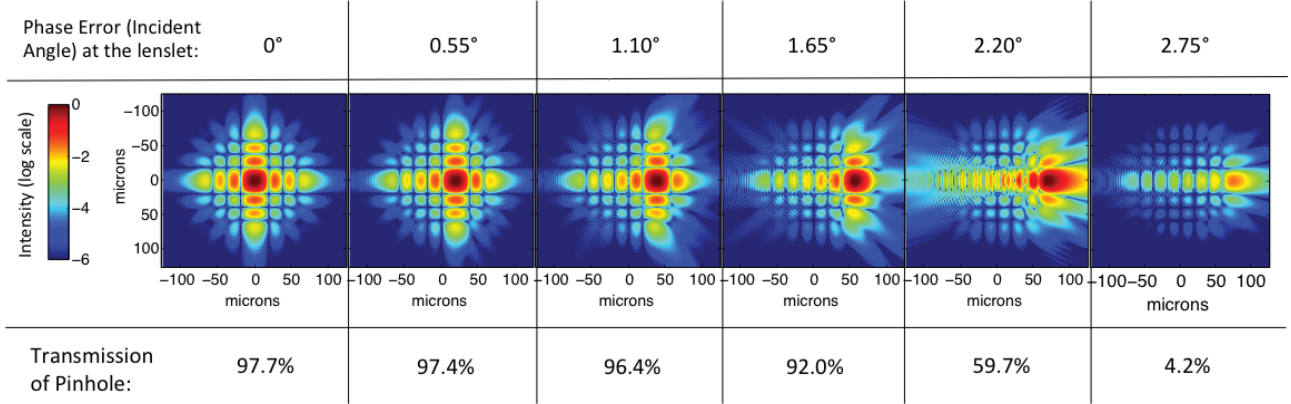 Phase Error (Incident
Angle) at the lenslet:
0° 0.55° 1.10° 1.65° 2.20° 2.75°
Intensity (log scale)
0
−2
−4
−6
microns
−100
−50
0
50
100
−100 −50 0 50 100 −100 −50 0 50 100 −100 −50 0 50 100 −100 −50 0 50 100 −100 −50 0 50 100 −100 −50 0 50 100
microns microns microns microns microns microns
Transmission
of Pinhole:
97.7% 97.4% 96.4% 92.0% 59.7% 4.2%